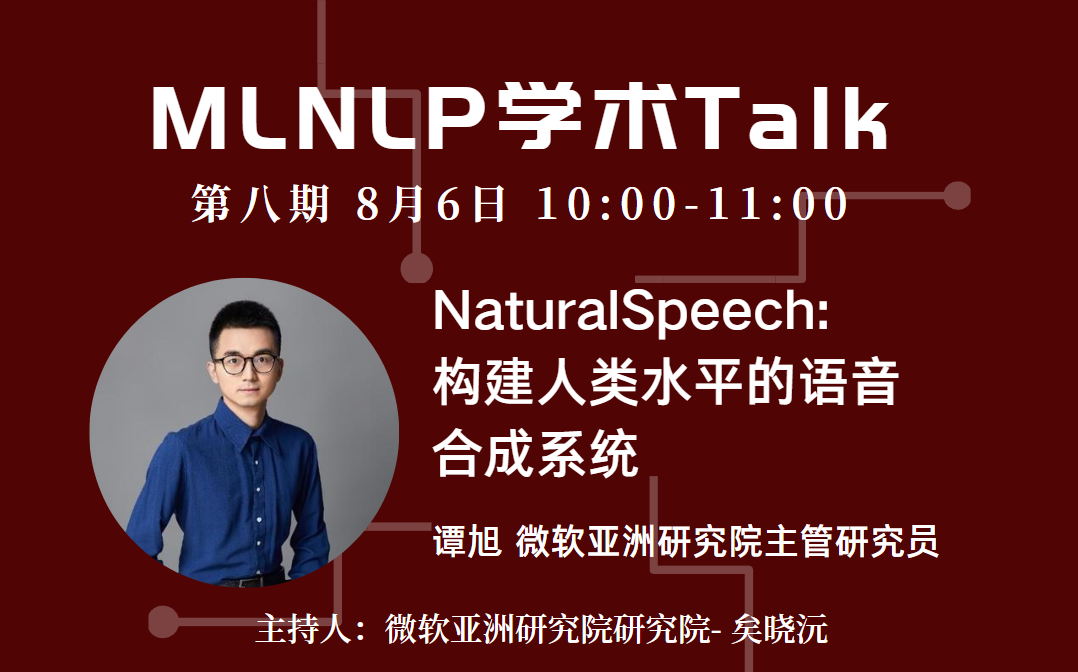 MLNLP学术Talk
第八期 8月6日 10:00-11:00
NaturalSpeech:
构建人类水平的语音
合成系统
谭旭 微软亚洲研究院主管研究员
主持人：微软亚洲研究院研究院- 矣晓沅